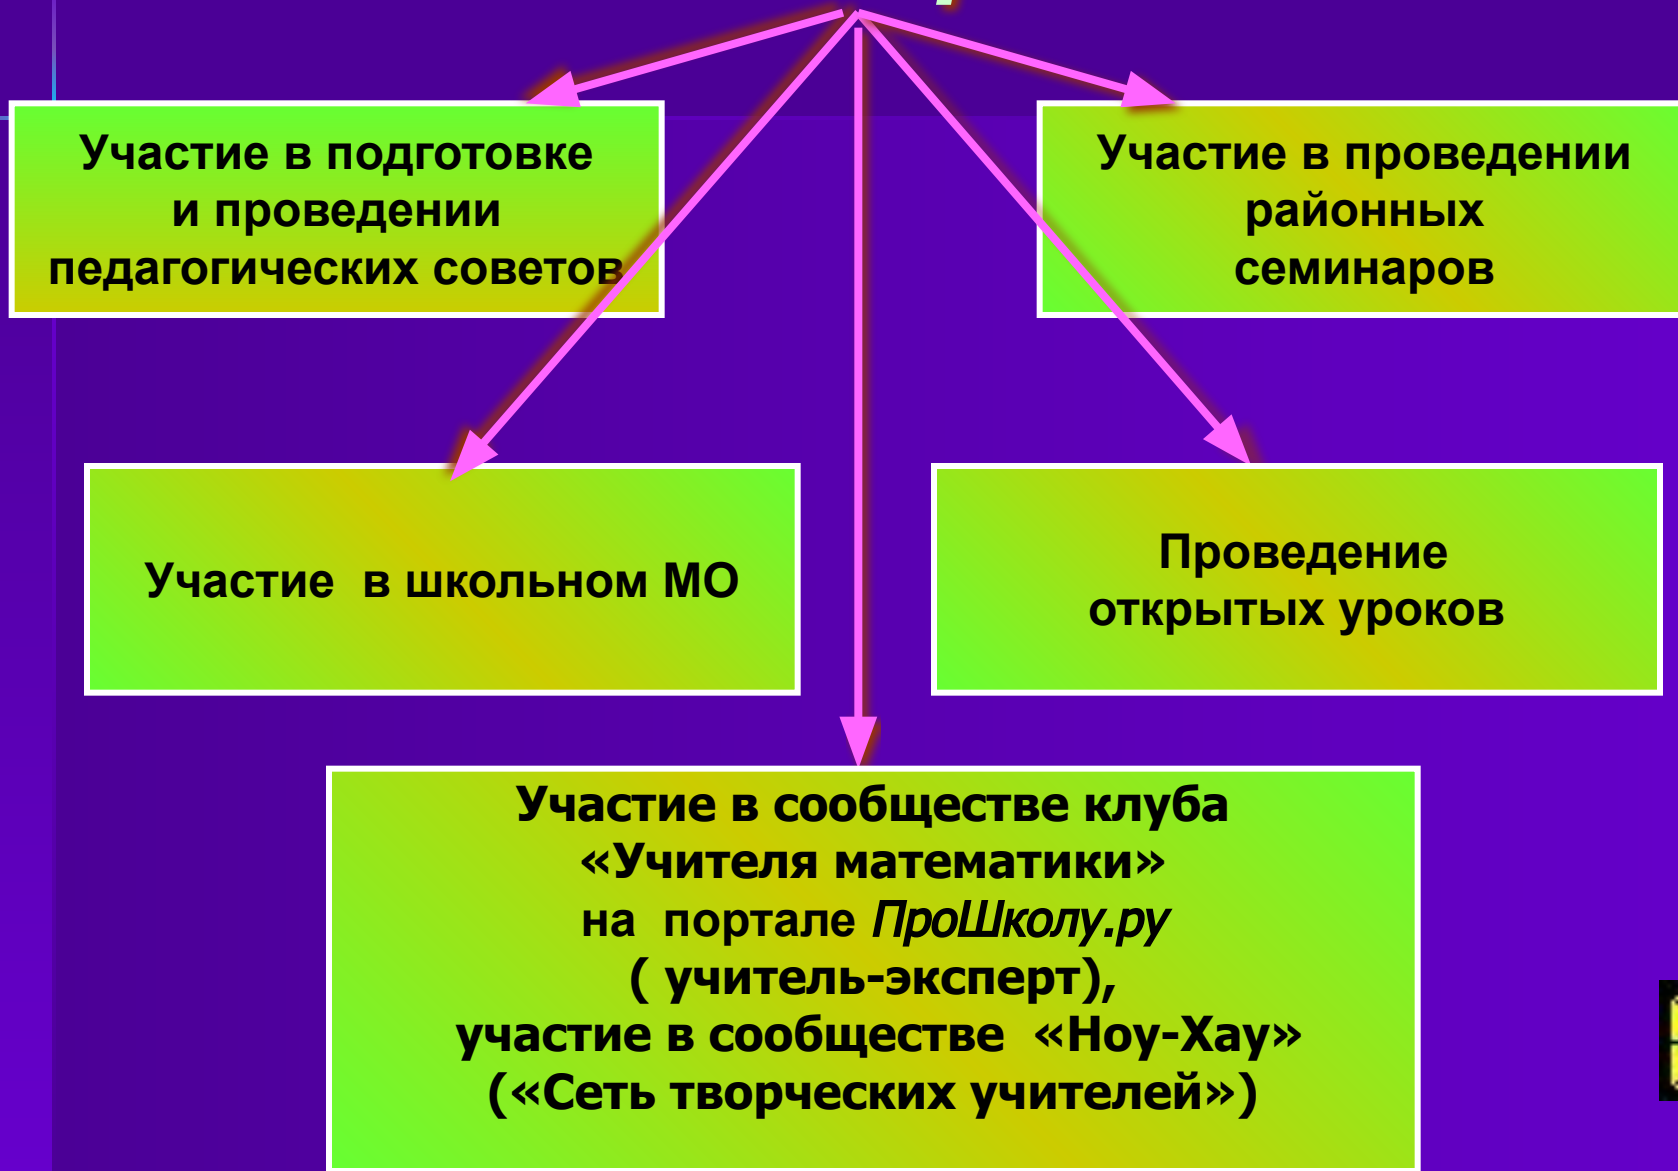 Участие в подготовке
и проведении
педагогических советов
Участие в проведении
районных
семинаров
Участие в школьном МО
Проведение
открытых уроков
Участие в сообществе клуба
«Учителя математики»
на портале ПроШколу.ру
( учитель-эксперт),
участие в сообществе «Ноу-Хау»
(«Сеть творческих учителей»)